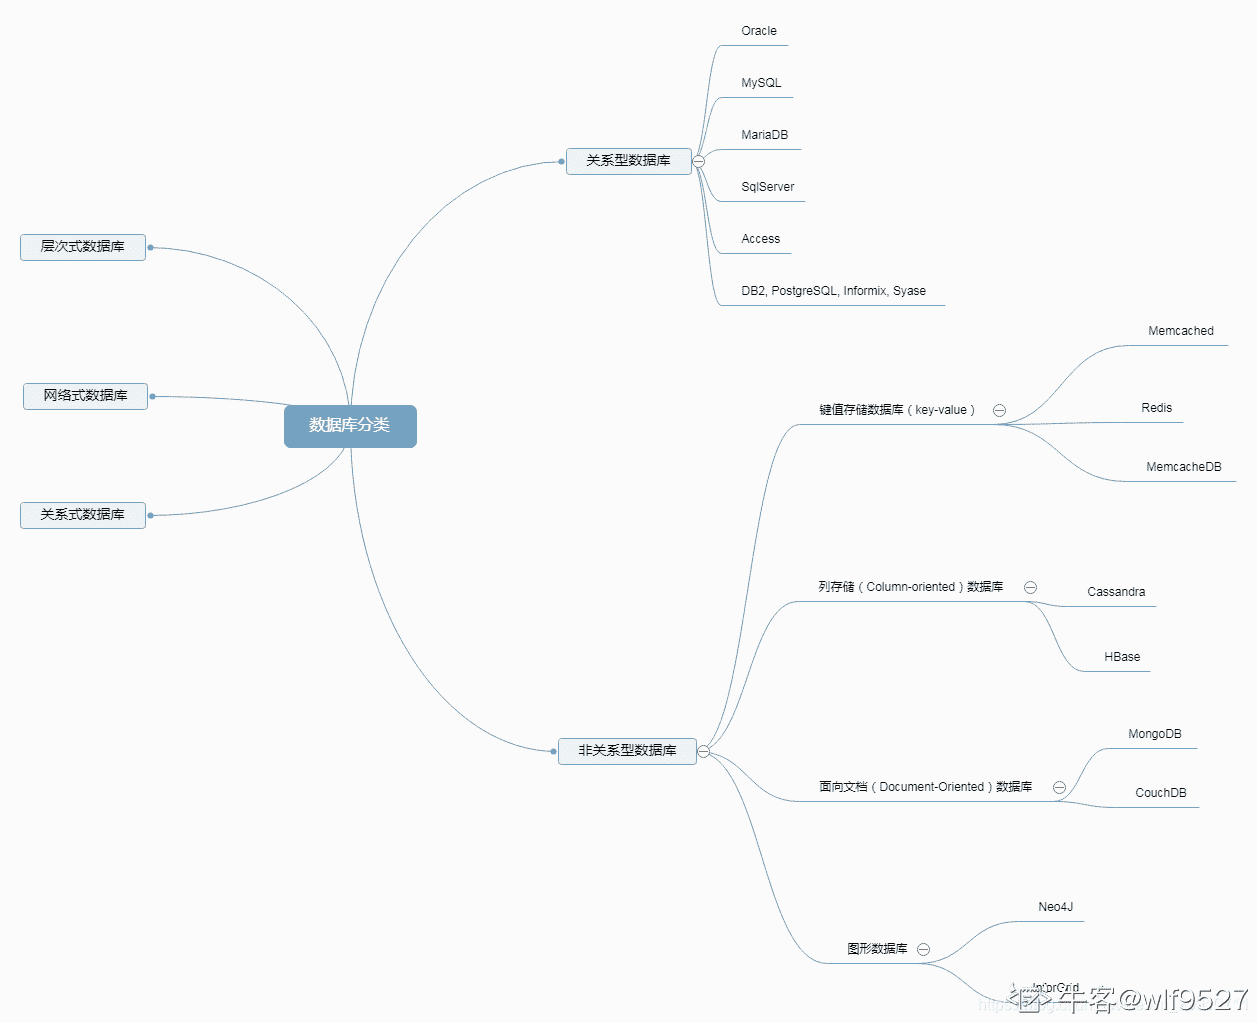 数据库分类
层次式数据库
网络式数据库
关系式数据库
关系型数据库
Oracle
MySQL
MariaDB
SqlServer
Access
DB2, PostgreSQL, Informix, Syase
非关系型数据库
键值存储数据库（key-value）
Memcached
Redis
MemcacheDB
列存储（Column-oriented）数据库
Cassandra
HBase
面向文档（Document-Oriented）数据库
MongoDB
CouchDB
图形数据库
Neo4J
牛客@wlf9527